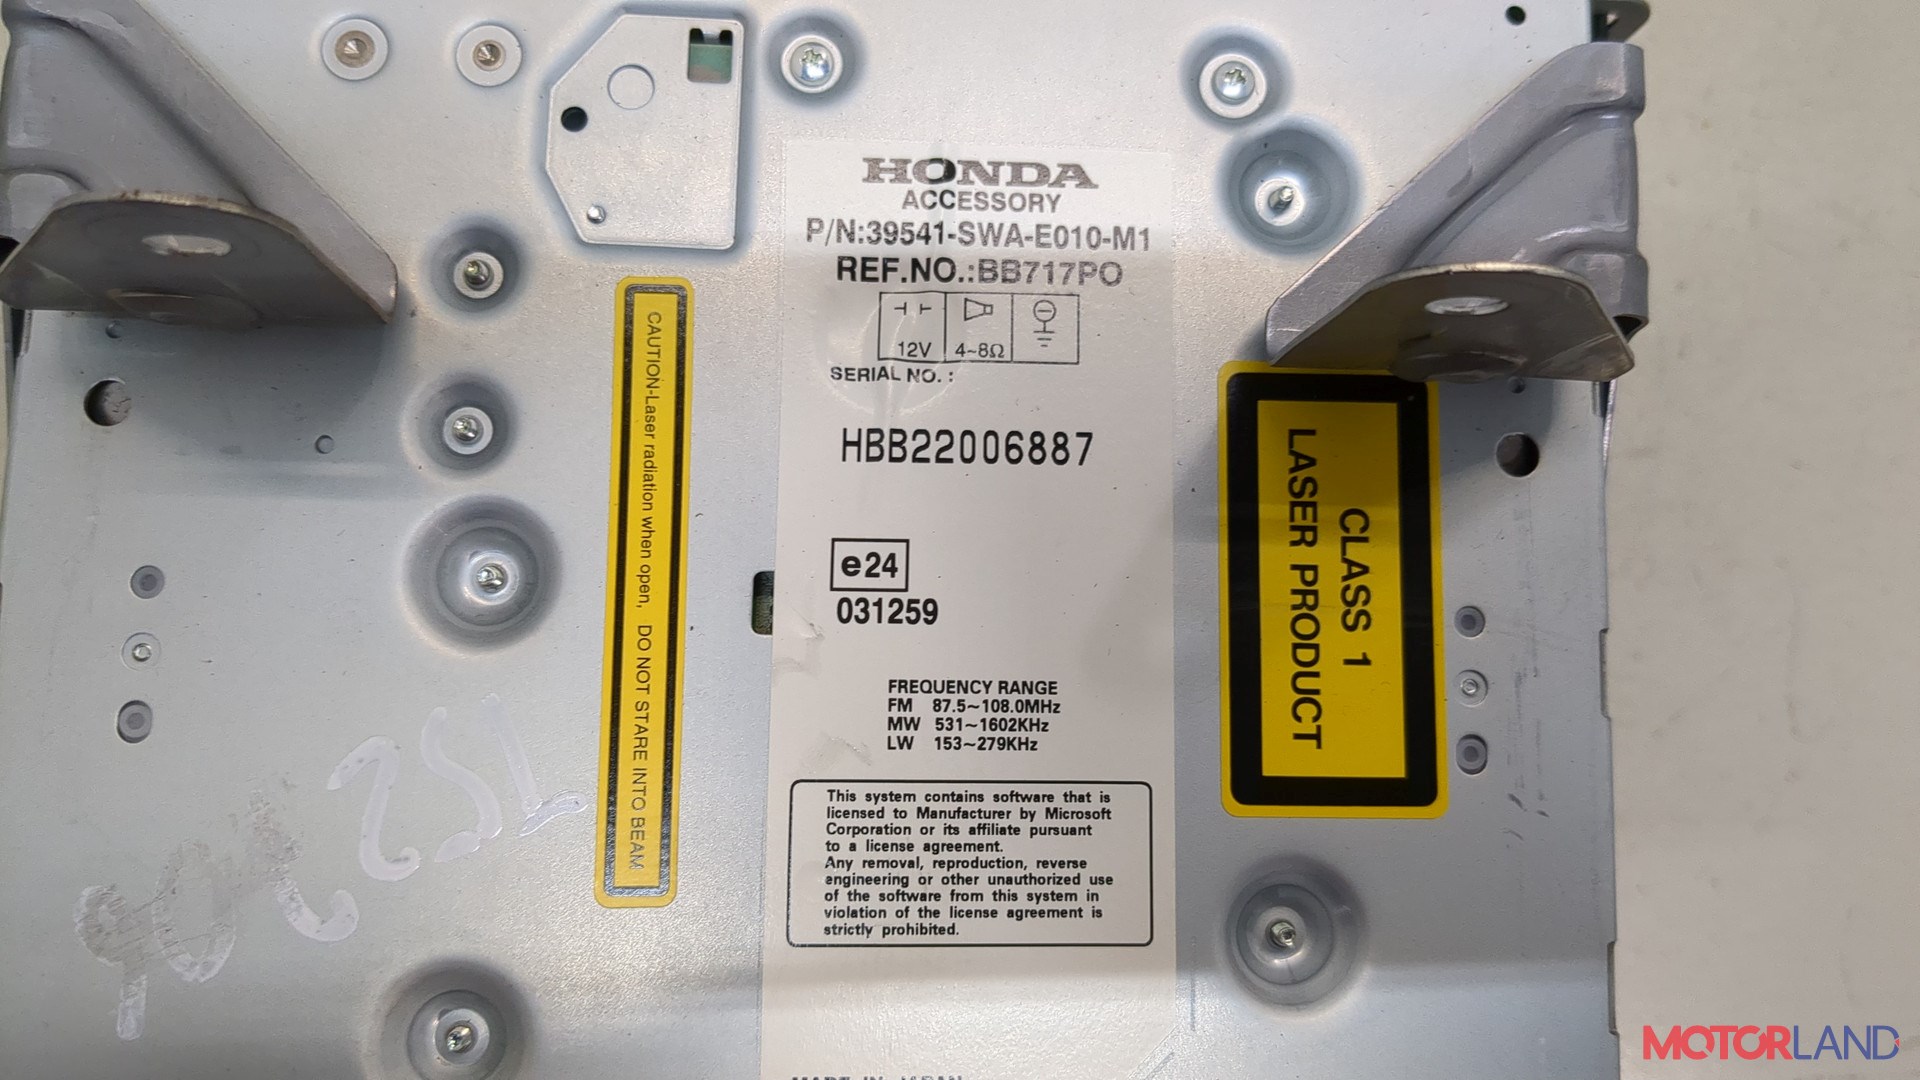 HONDA
ACCESSORY
P/N:39541-SWA-E010-M1
REF.NO.:BB717PO
12V 4~8Ω
SERIAL NO. :
HBB22006887
e24
031259
FREQUENCY RANGE
FM 87.5~108.0MHz
MW 531~1602KHz
LW 153~279KHz
This system contains software that is
licensed to Manufacturer by Microsoft
Corporation or its affiliate pursuant
to a license agreement.
Any removal, reproduction, reverse
engineering or other unauthorized use
of the software from this system in
violation of the license agreement is
strictly prohibited.
CAUTION-Laser radiation when open, DO NOT STARE INTO BEAM
CLASS 1
LASER PRODUCT
MOTORLAND